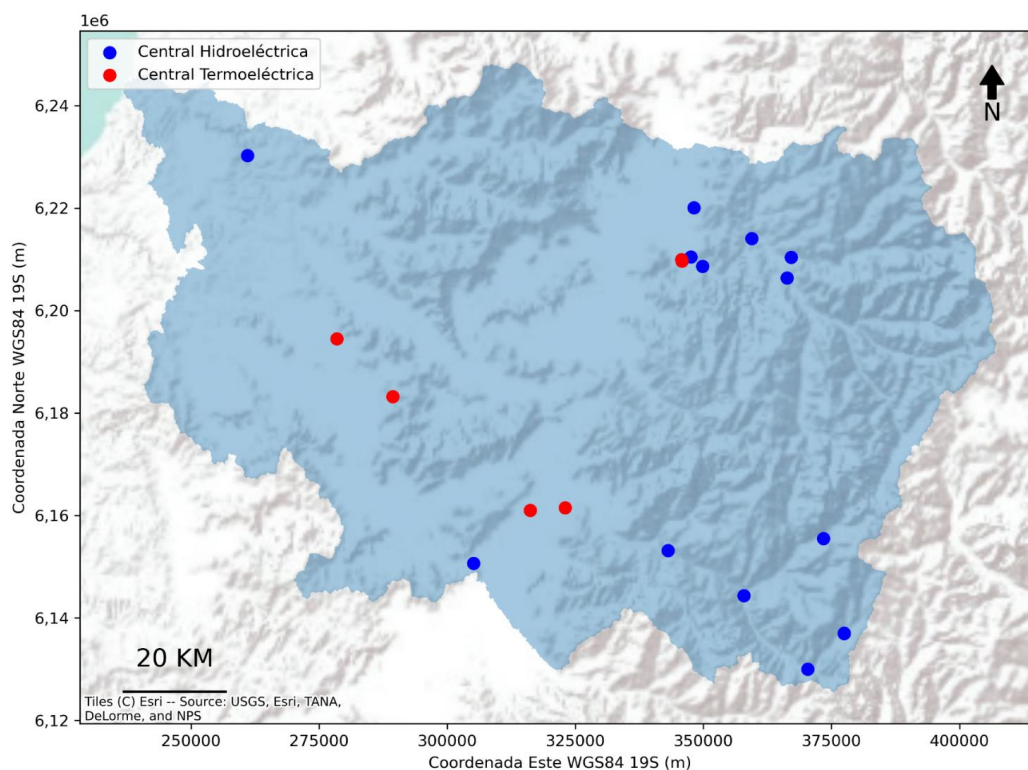 1e6
Central Hidroeléctrica
Central Termoeléctrica
N
6,24
6,22
6,20
6,18
6,16
6,14
6,12
Coordenada Norte WGS84 19S (m)
20 KM
Tiles (C) Esri -- Source: USGS, Esri, TANA,
DeLorme, and NPS
250000 275000 300000 325000 350000 375000 400000
Coordenada Este WGS84 19S (m)